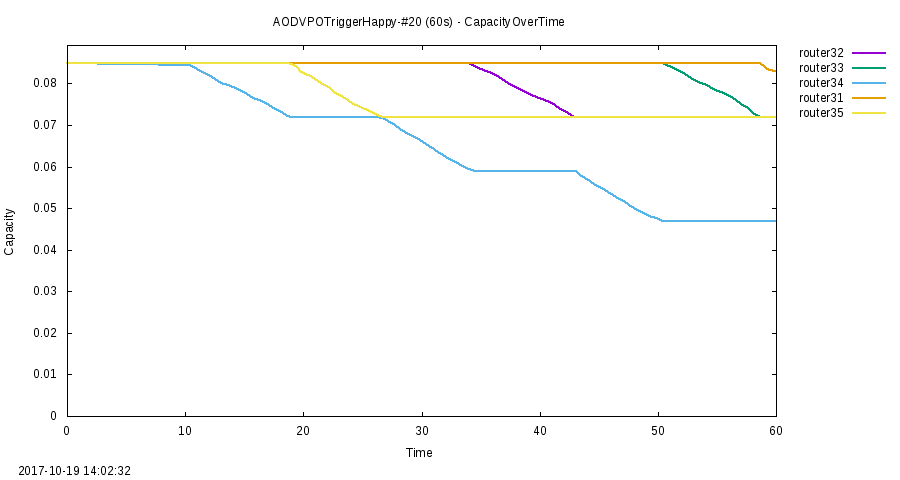 AODVPOTriggerHappy-#20 (60s) - CapacityOverTime
router32
router33
router34
router31
router35
0.08
0.07
0.06
0.05
0.04
0.03
0.02
0.01
0
Capacity
0 10 20 30 40 50 60
Time
2017-10-19 14:02:32